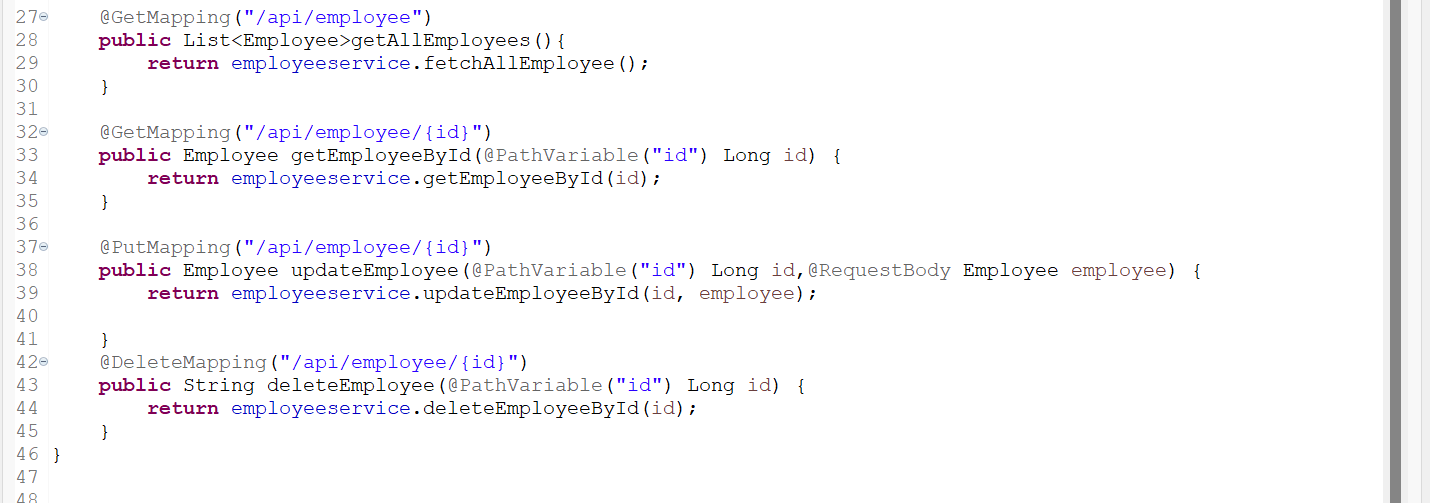 27 @GetMapping("/api/employee")
28 public List<Employee>getAllEmployees(){
29 return employeeservice.fetchAllEmployee();
30 }
31
32 @GetMapping("/api/employee/{id}")
33 public Employee getEmployeeById(@PathVariable("id") Long id) {
34 return employeeservice.getEmployeeById(id);
35 }
36
37 @PutMapping("/api/employee/{id}")
38 public Employee updateEmployee(@PathVariable("id") Long id,@RequestBody Employee employee) {
39 return employeeservice.updateEmployeeById(id, employee);
40
41 }
42 @DeleteMapping("/api/employee/{id}")
43 public String deleteEmployee(@PathVariable("id") Long id) {
44 return employeeservice.deleteEmployeeById(id);
45 }
46 }
47
48